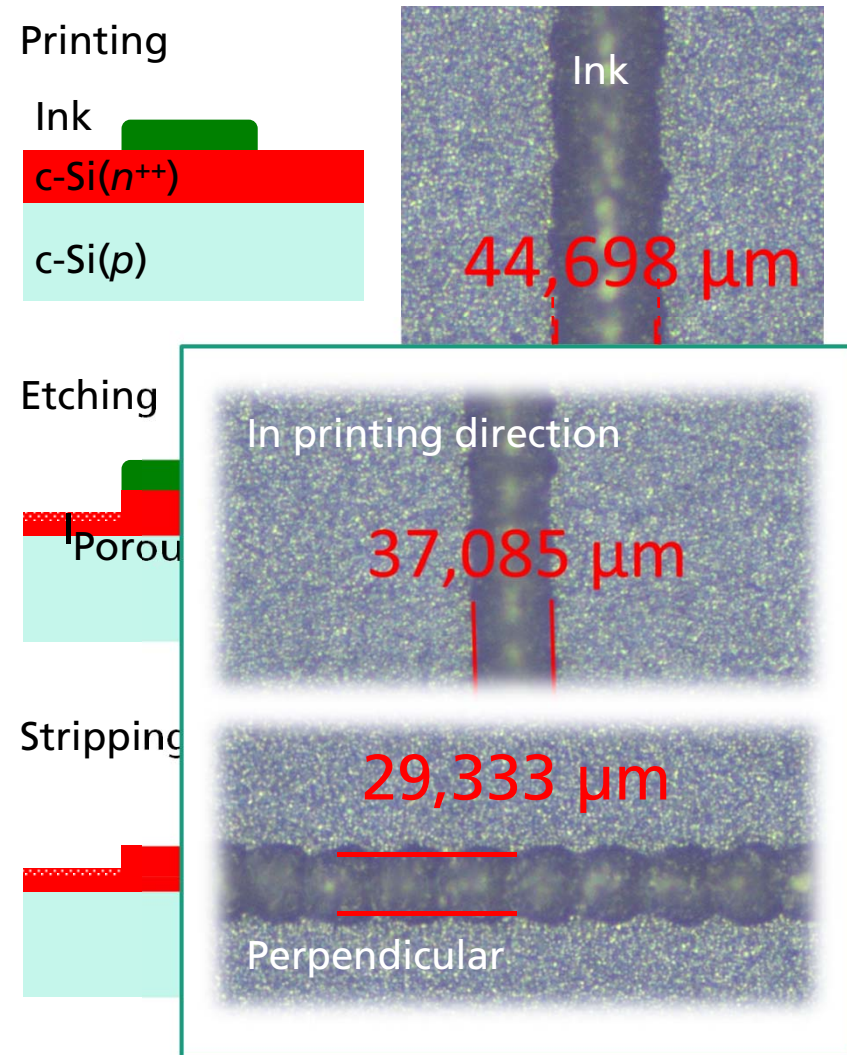 Printing
Ink
c-Si(n++)
c-Si(p)
Ink
44,698 µm
Etching
Porou
Stripping
In printing direction
37,085 µm
29,333 µm
Perpendicular